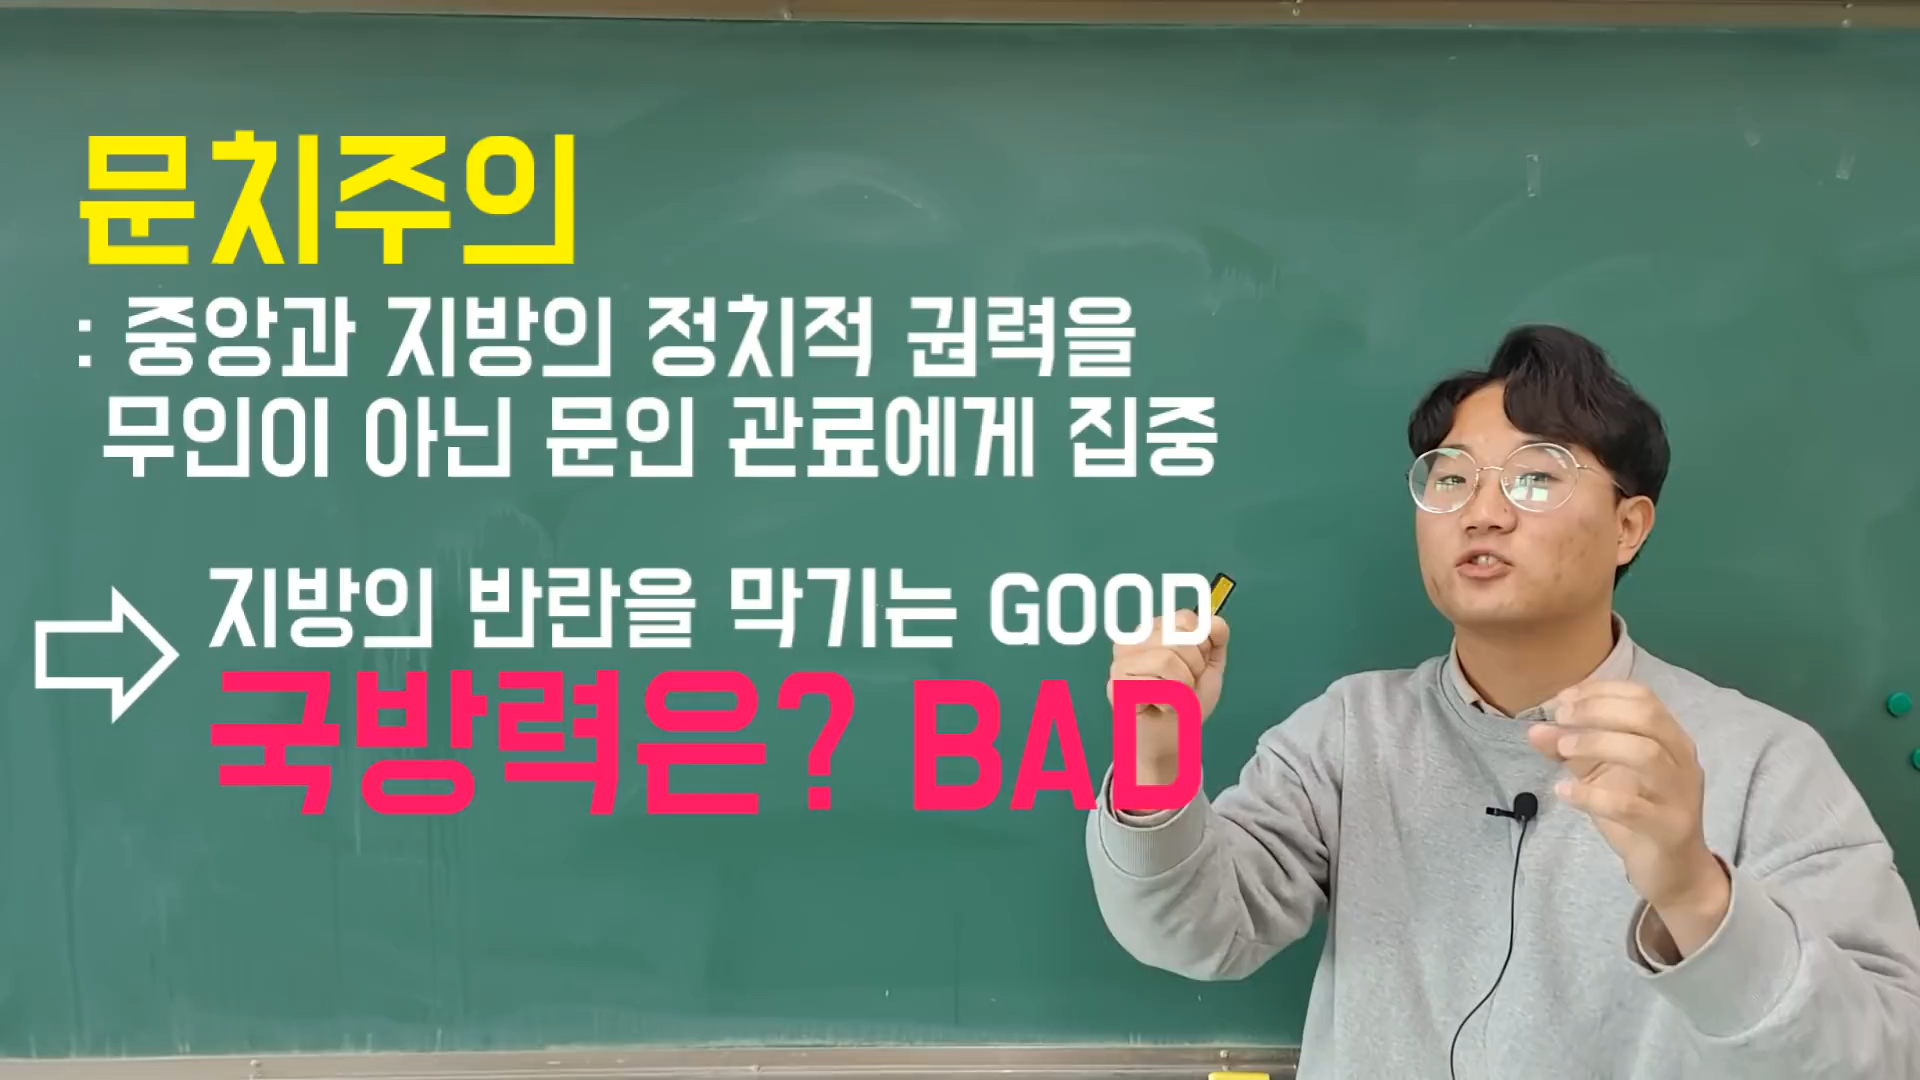 문치주의
: 중앙과 지방의 정치적 권력을
무인이 아닌 문인 관료에게 집중
지방의 반란을 막기는 GOOD
국방력은? BAD